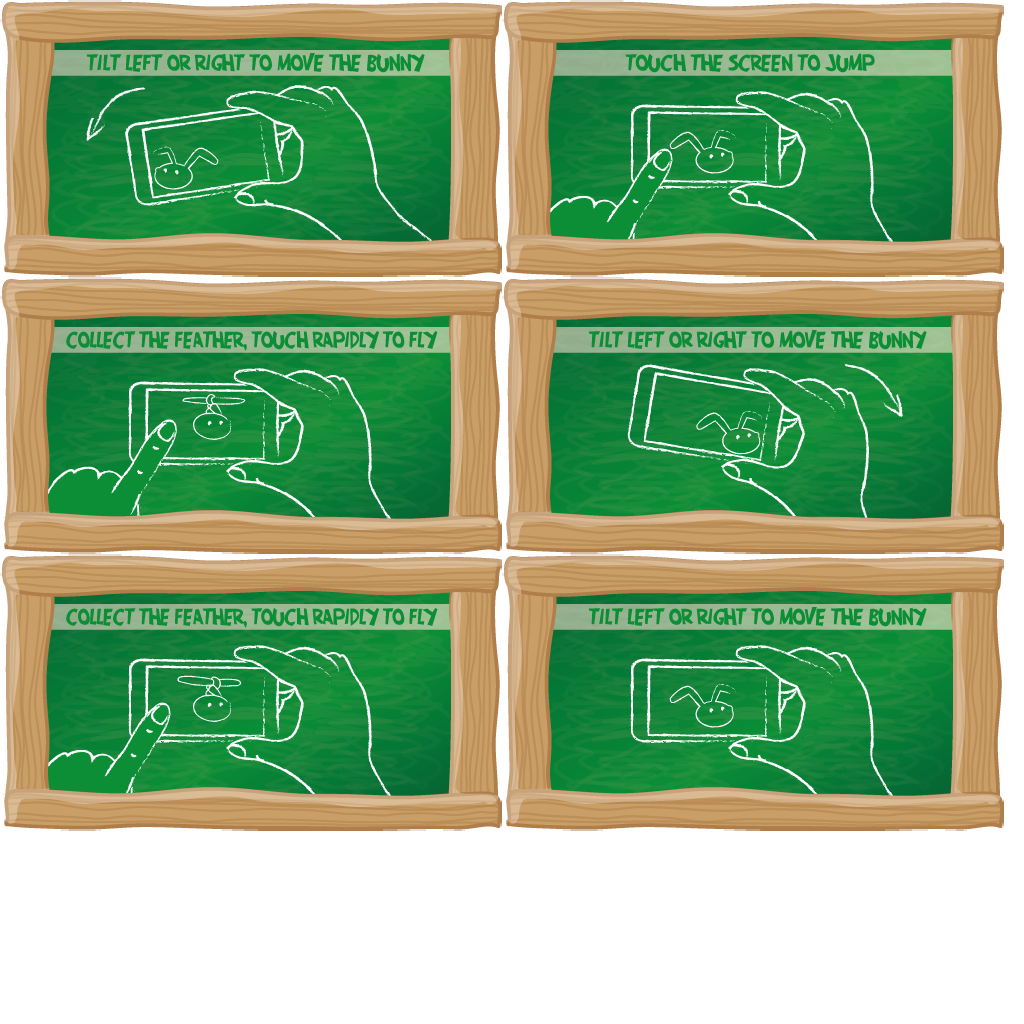 TILT LEFT OR RIGHT TO MOVE THE BUNNY
TOUCH THE SCREEN TO JUMP
COLLECT THE FEATHER, TOUCH RAPIDLY TO FLY
TILT LEFT OR RIGHT TO MOVE THE BUNNY
COLLECT THE FEATHER, TOUCH RAPIDLY TO FLY
TILT LEFT OR RIGHT TO MOVE THE BUNNY